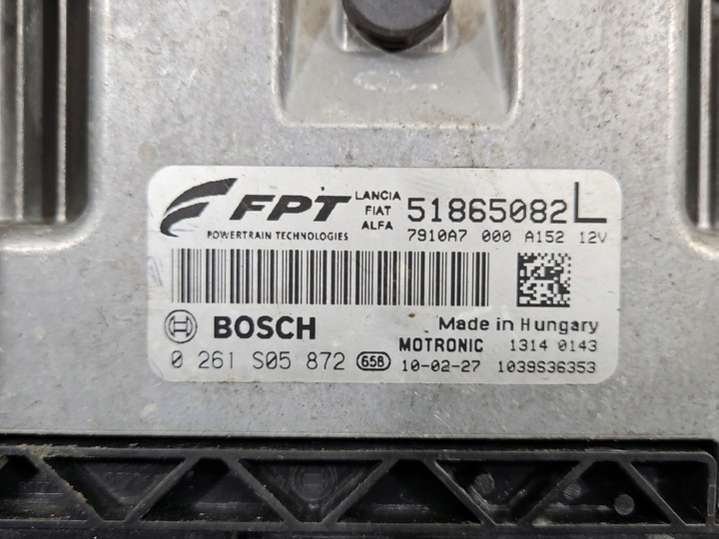 FPT
POWERTRAIN TECHNOLOGIES
LANCIA
FIAT
ALFA
51865082 L
7910A7 000 A152 12V
BOSCH
Made in Hungary
MOTRONIC 1314 0143
0 261 S05 872 658 10-02-27 1039S36353